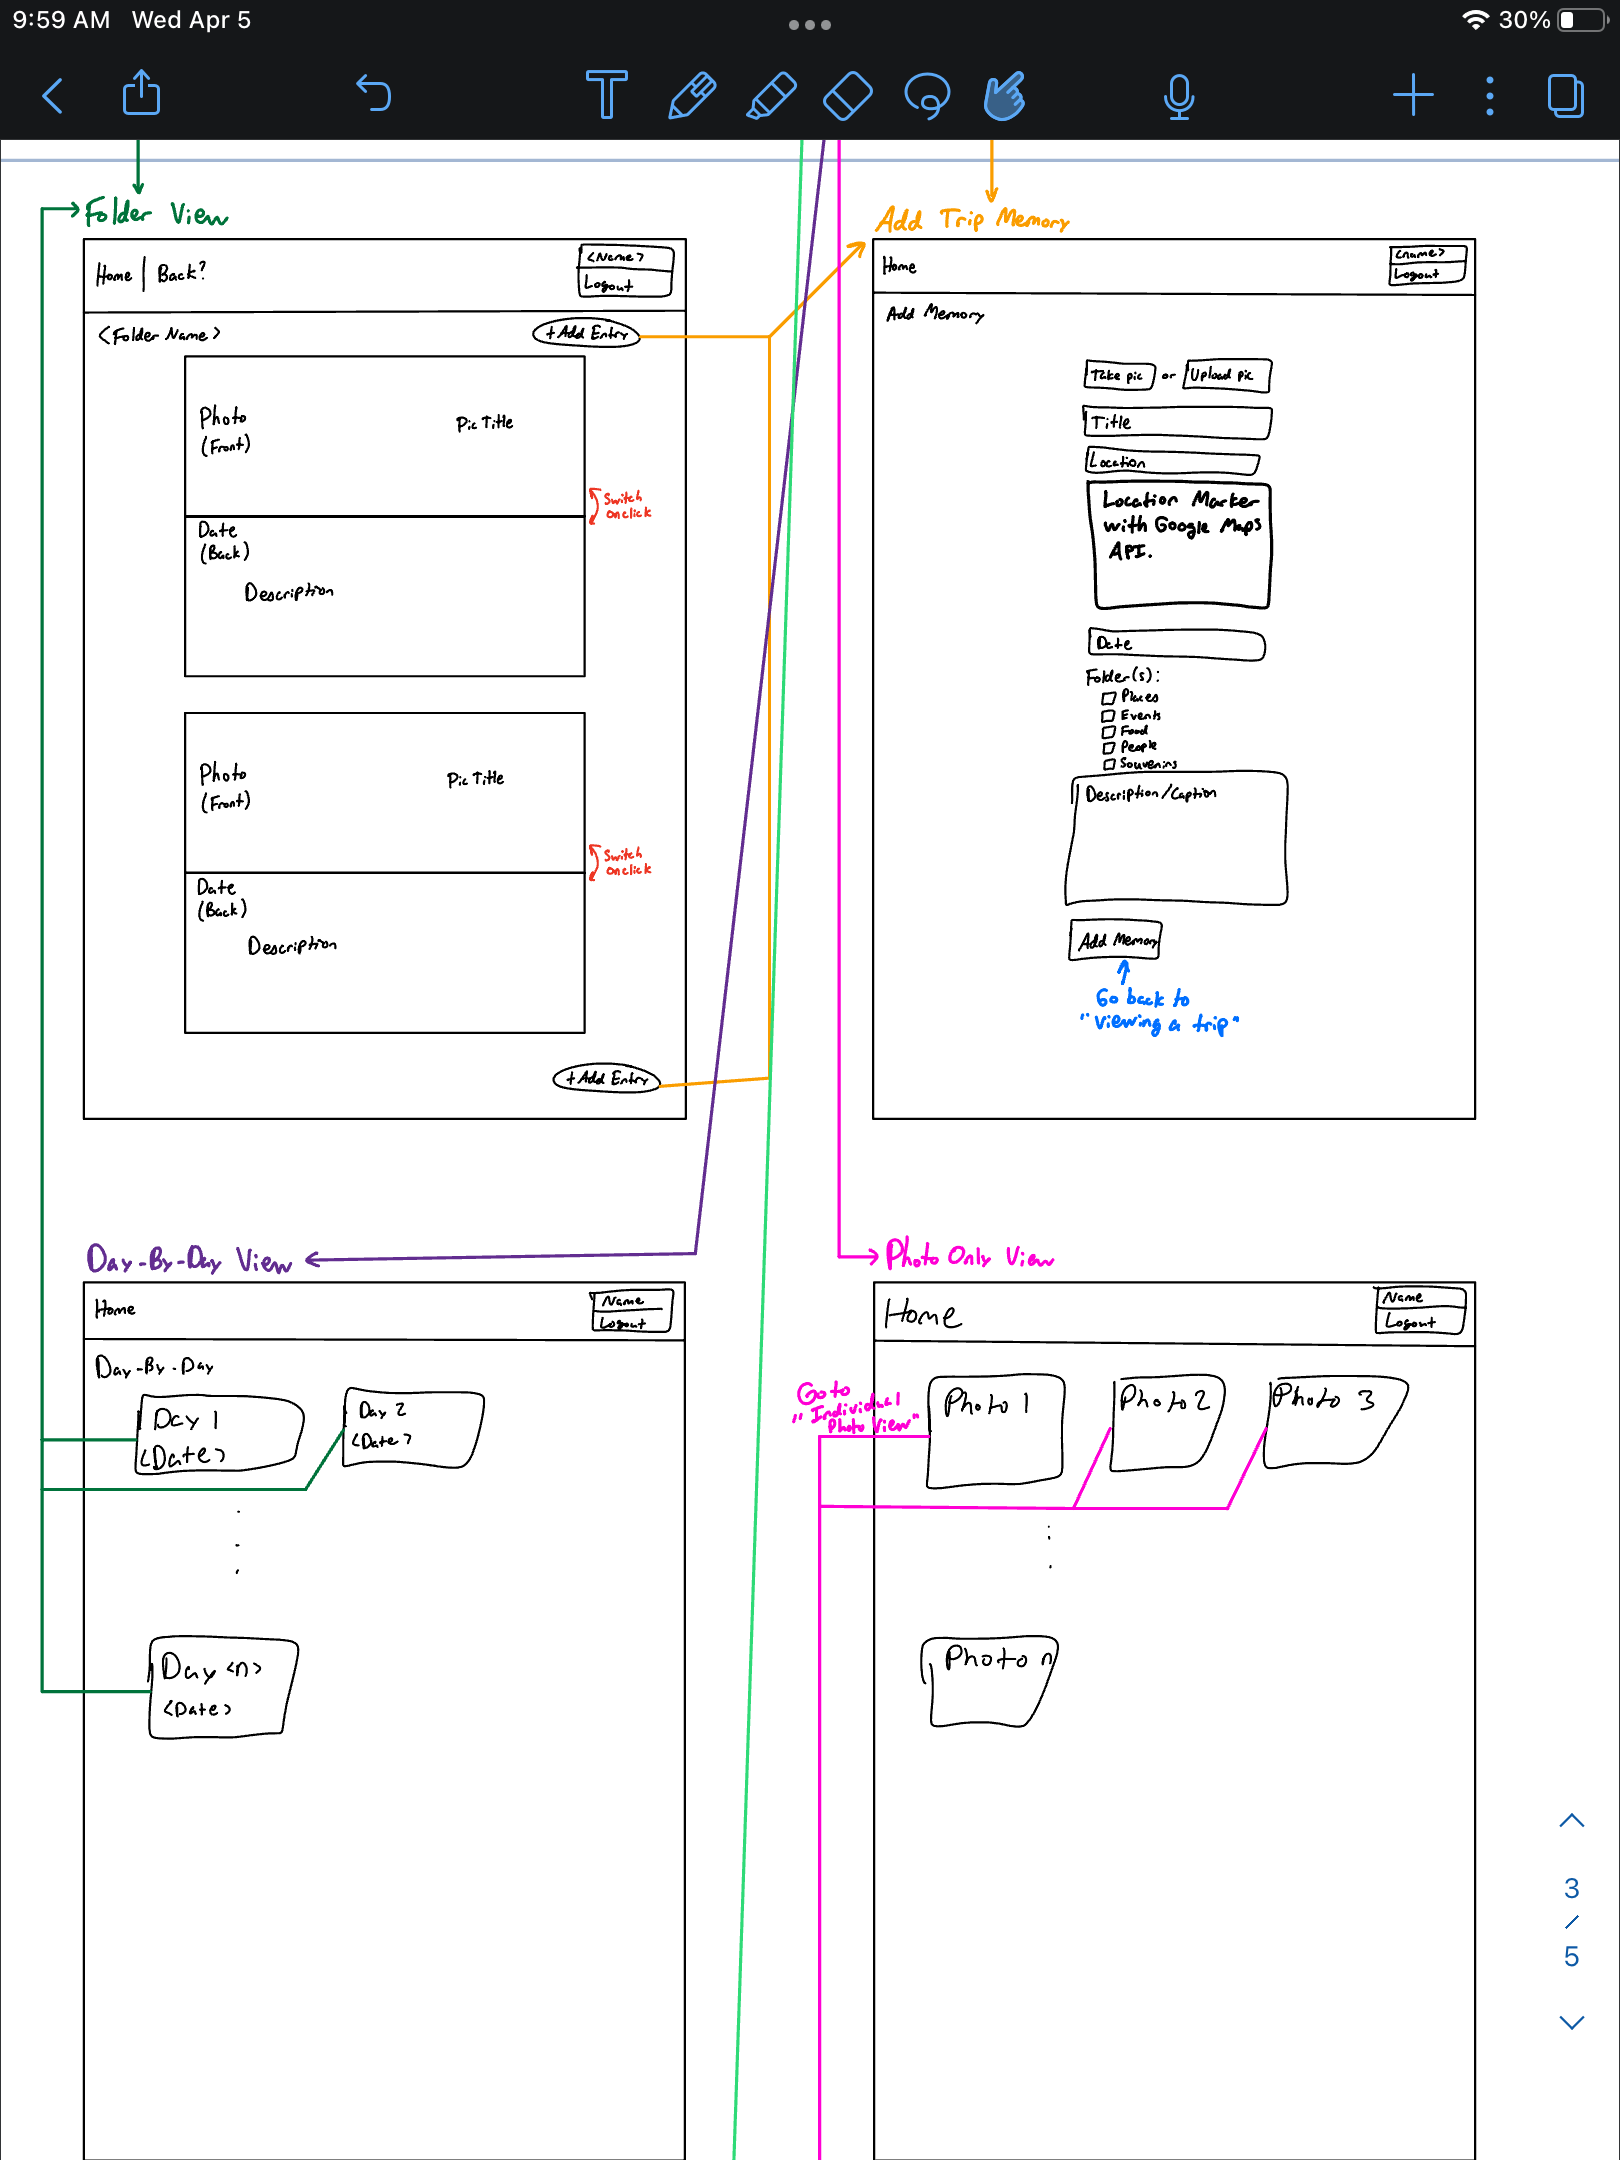 9:59 AM Wed Apr 5
30%
T
Folder View
Home | Back?
<Name>
Logout
<Folder Name>
+ Add Entry
Photo
(Front)
Pic Title
Switch
onclick
Date
(Back)
Description
Photo
(Front)
Pic Title
Switch
onclick
Date
(Back)
Description
+ Add Entry
Add Trip Memory
Home
<name>
Logout
Add Memory
Take pic or Upload pic
Title
Location
Location Marker
with Google Maps
API.
Date
Folder(s):
Places
Events
Food
People
Souvenirs
Description/Caption
Add Memory
Go back to
"Viewing a trip"
Day-By-Day View
Home
Name
Logout
Day-By-Day
Day 1
<Date>
Day 2
<Date>
Day <n>
<Date>
Photo Only View
Home
Name
Logout
Go to
"Individual
Photo View"
Photo 1
Photo 2
Photo 3
Photo n
3
/
5